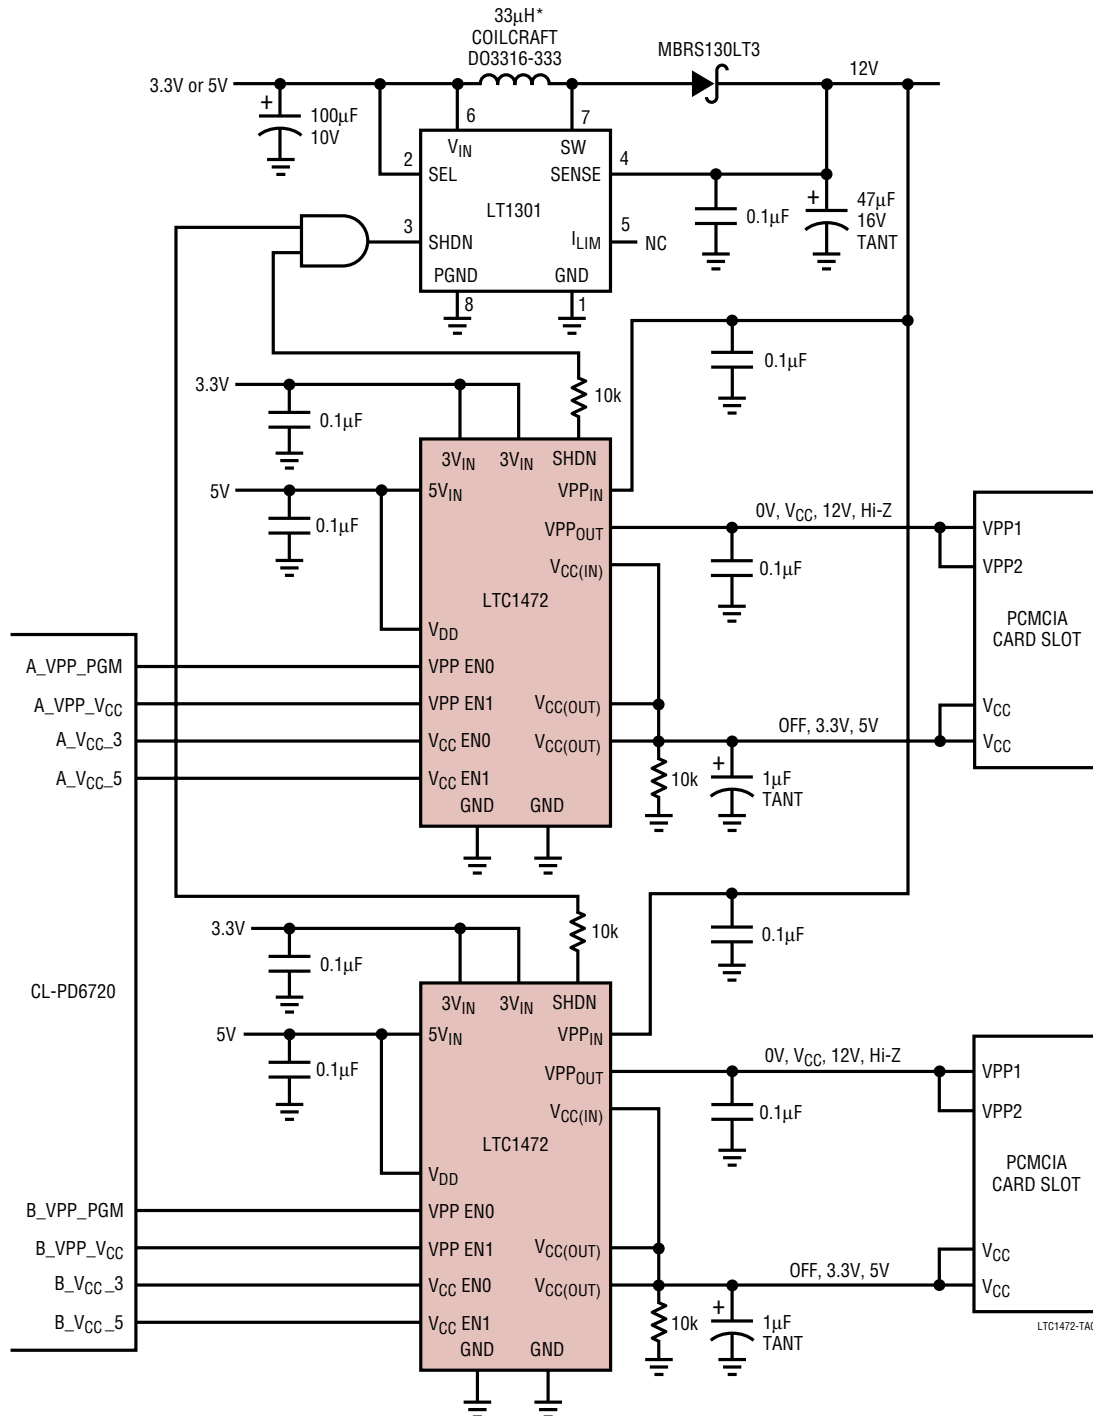 33µH*
COILCRAFT
DO3316-333
MBRS130LT3
3.3V or 5V
12V
+
100µF
10V
6
7
VIN
SW
2
SEL
SENSE
4
LT1301
0.1µF
+
47µF
16V
TANT
3
SHDN
ILIM
5
NC
PGND
GND
8
1
0.1µF
3.3V
10k
0.1µF
3VIN
3VIN
SHDN
5V
5VIN
VPPIN
0.1µF
VPPOUT
0V, VCC, 12V, Hi-Z
VPP1
VCC(IN)
0.1µF
VPP2
LTC1472
PCMCIA
CARD SLOT
VDD
A_VPP_PGM
VPP EN0
A_VPP_VCC
VPP EN1
VCC(OUT)
VCC
A_VCC_3
VCC EN0
VCC(OUT)
OFF, 3.3V, 5V
VCC
A_VCC_5
VCC EN1
10k
+
1µF
TANT
GND
GND
3.3V
10k
0.1µF
0.1µF
CL-PD6720
3VIN
3VIN
SHDN
5V
5VIN
VPPIN
0.1µF
VPPOUT
0V, VCC, 12V, Hi-Z
VPP1
VCC(IN)
0.1µF
VPP2
LTC1472
PCMCIA
CARD SLOT
VDD
B_VPP_PGM
VPP EN0
B_VPP_VCC
VPP EN1
VCC(OUT)
VCC
B_VCC_3
VCC EN0
VCC(OUT)
OFF, 3.3V, 5V
VCC
B_VCC_5
VCC EN1
10k
+
1µF
TANT
GND
GND